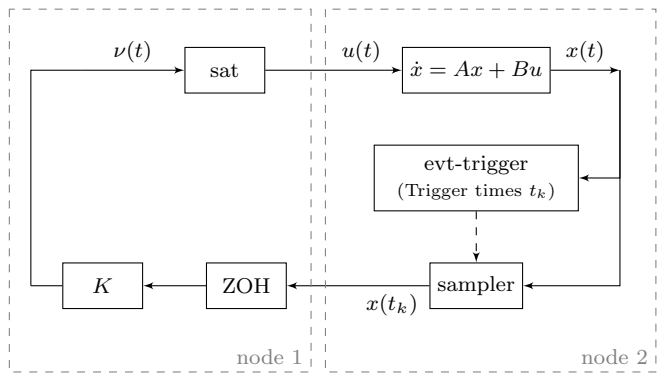 ν(t)
sat
u(t)
ẋ = Ax + Bu
x(t)
evt-trigger
(Trigger times t_k)
K
ZOH
x(t_k)
sampler
node 1
node 2